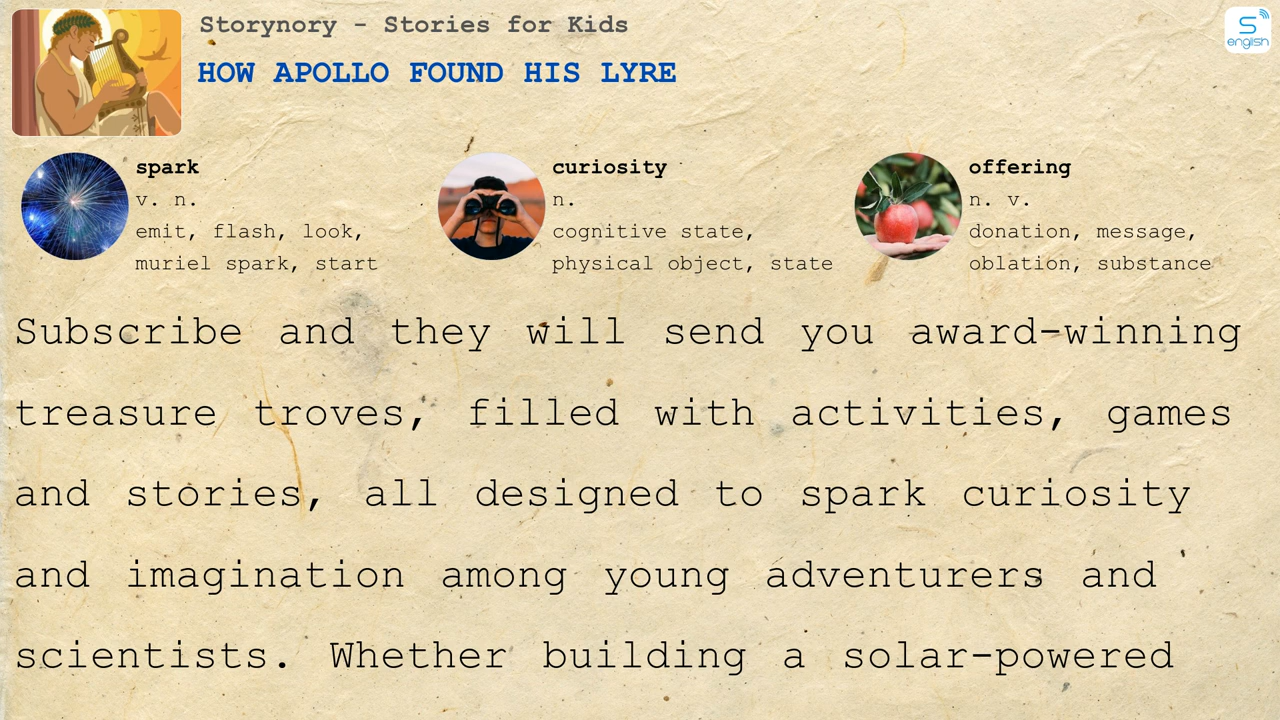 Storynory - Stories for Kids
HOW APOLLO FOUND HIS LYRE
S
english
spark
v. n.
emit, flash, look,
muriel spark, start
curiosity
n.
cognitive state,
physical object, state
offering
n. v.
donation, message,
oblation, substance
Subscribe and they will send you award-winning
treasure troves, filled with activities, games
and stories, all designed to spark curiosity
and imagination among young adventurers and
scientists. Whether building a solar-powered